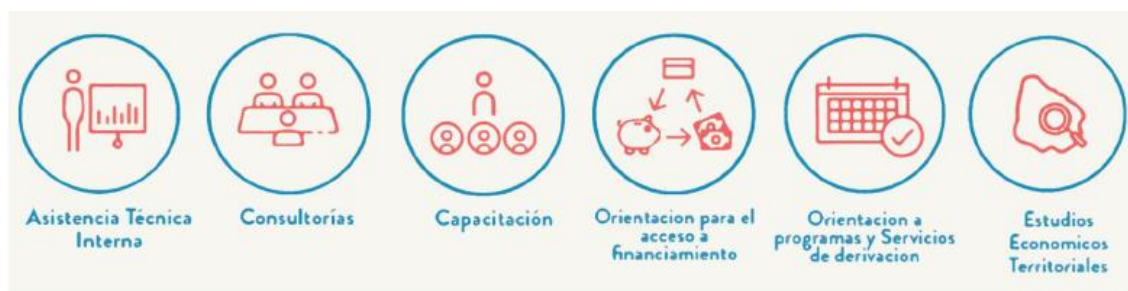 Asistencia Técnica
Interna
Consultorías
Capacitación
Orientacion para el
acceso a
financiamiento
Orientacion a
programas y Servicios
de derivacion
Estudios
Economicos
Territoriales